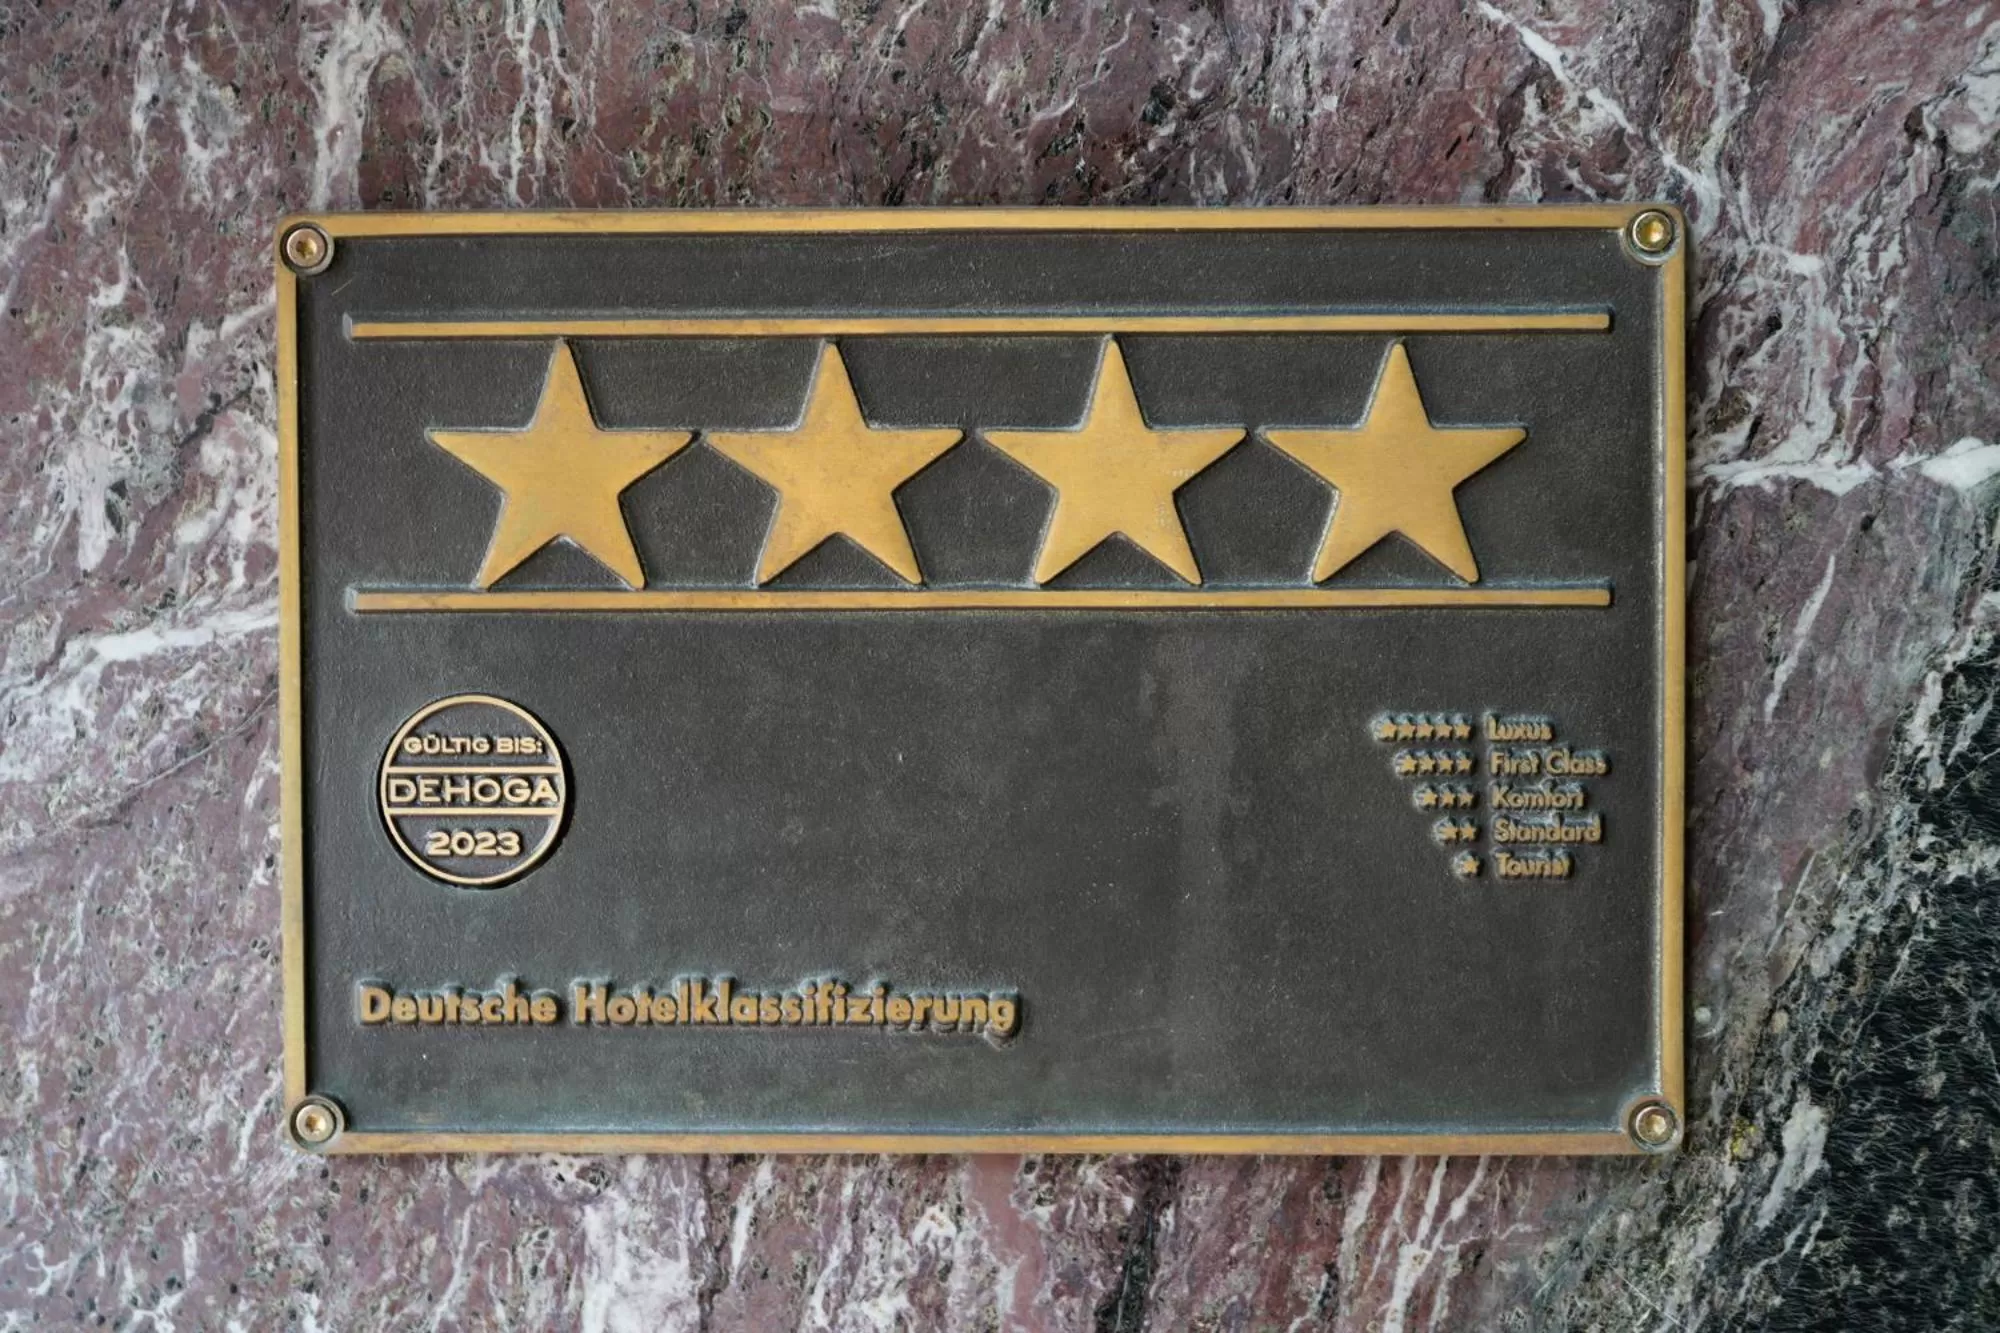 GÜLTIG BIS:
DEHOGA
2023
★★★★★ Luxus
★★★★ First Class
★★★ Komfort
★★ Standard
★ Tourist
Deutsche Hotelklassifizierung